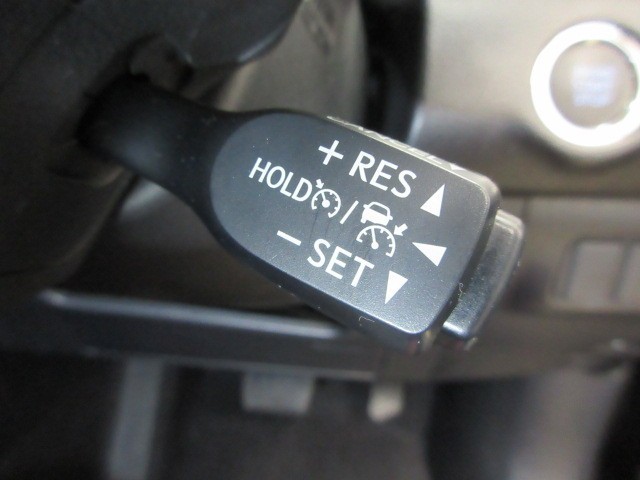 + RES ▲
HOLD / ◀
− SET ▼